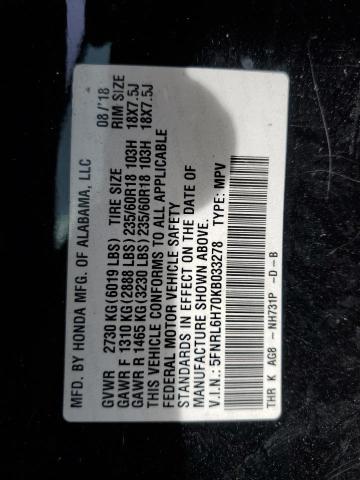 MFD. BY HONDA MFG. OF ALABAMA, LLC 08/'18
GVWR 2730 KG(6019 LBS) TIRE SIZE RIM SIZE
GAWR F 1310 KG(2888 LBS)235/60R18 103H 18X7.5J
GAWR R 1465 KG(3230 LBS)235/60R18 103H 18X7.5J
THIS VEHICLE CONFORMS TO ALL APPLICABLE
FEDERAL MOTOR VEHICLE SAFETY
STANDARDS IN EFFECT ON THE DATE OF
MANUFACTURE SHOWN ABOVE.
V.I.N.: 5FNRL6H70KB033278 TYPE: MPV
THR K AG8 -NH731P -D-B